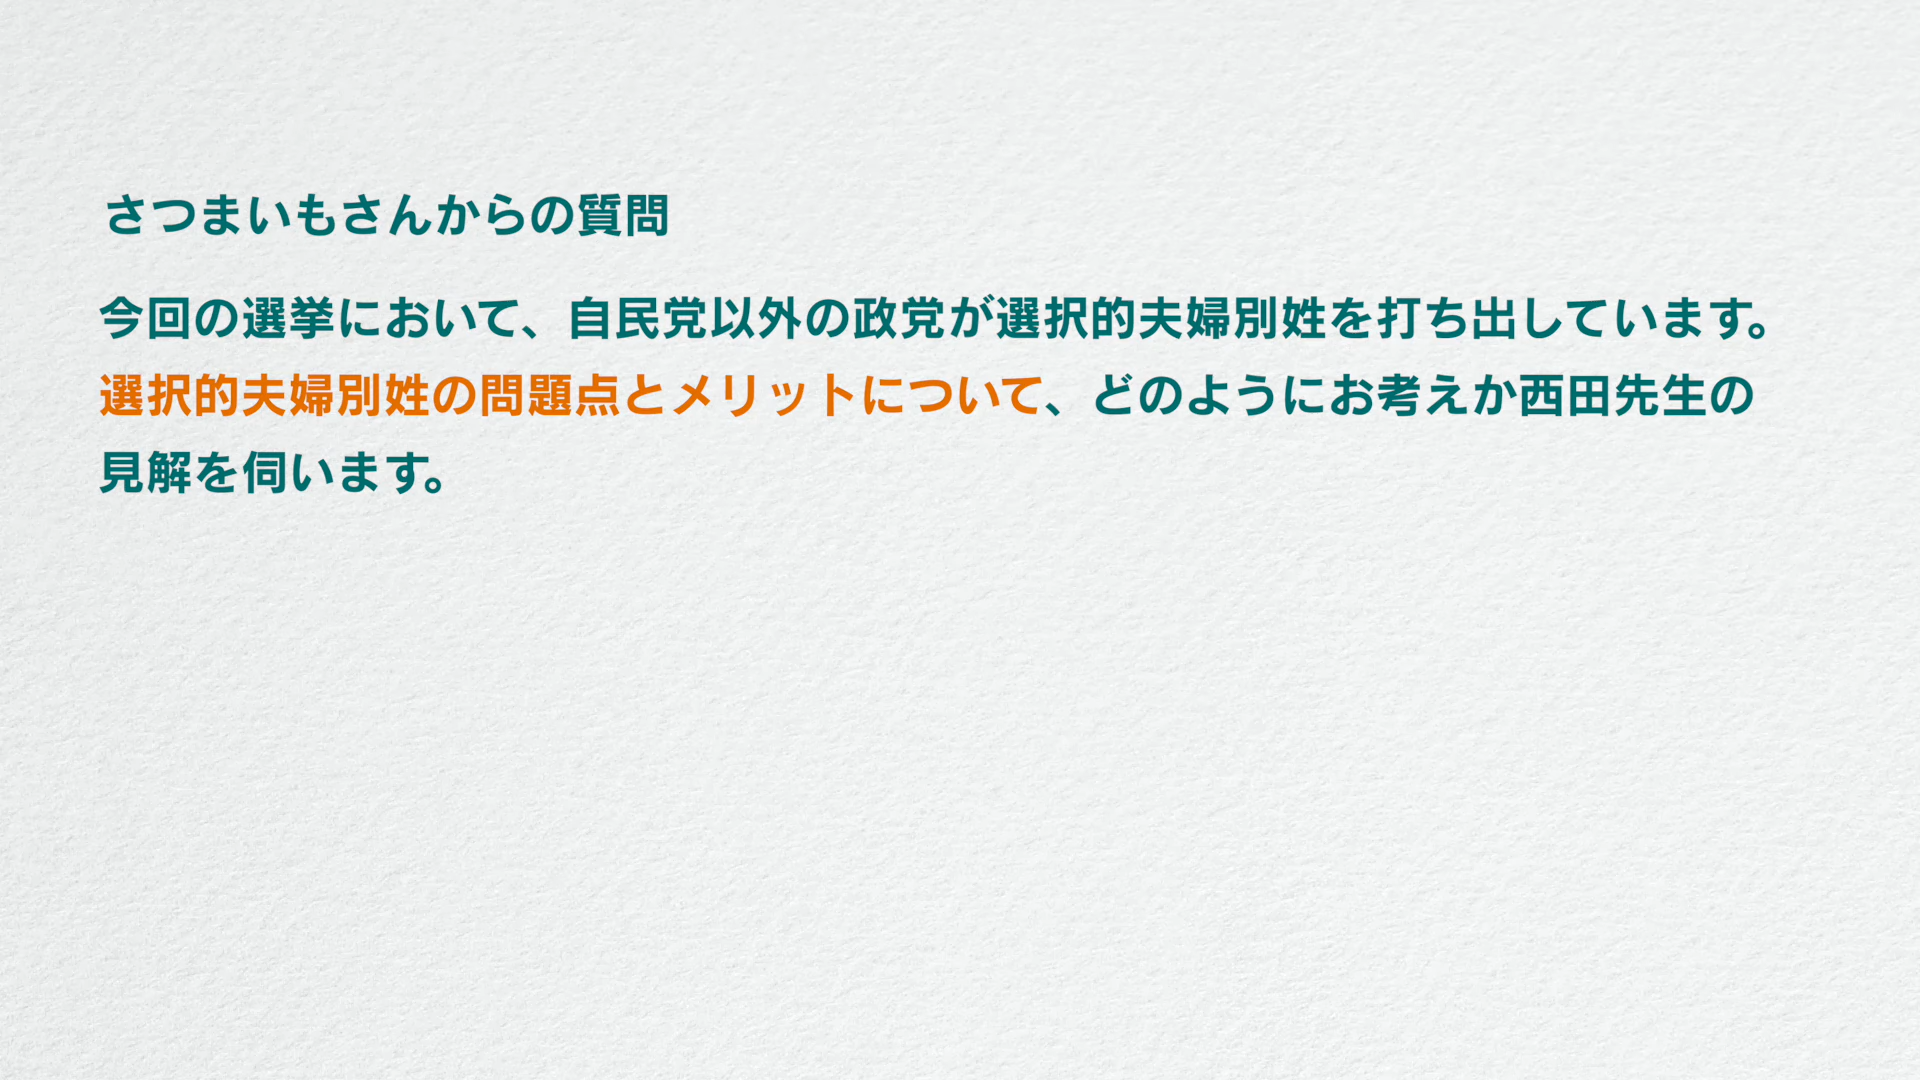 さつまいもさんからの質問
今回の選挙において、自民党以外の政党が選択的夫婦別姓を打ち出しています。
選択的夫婦別姓の問題点とメリットについて、どのようにお考えか西田先生の
見解を伺います。